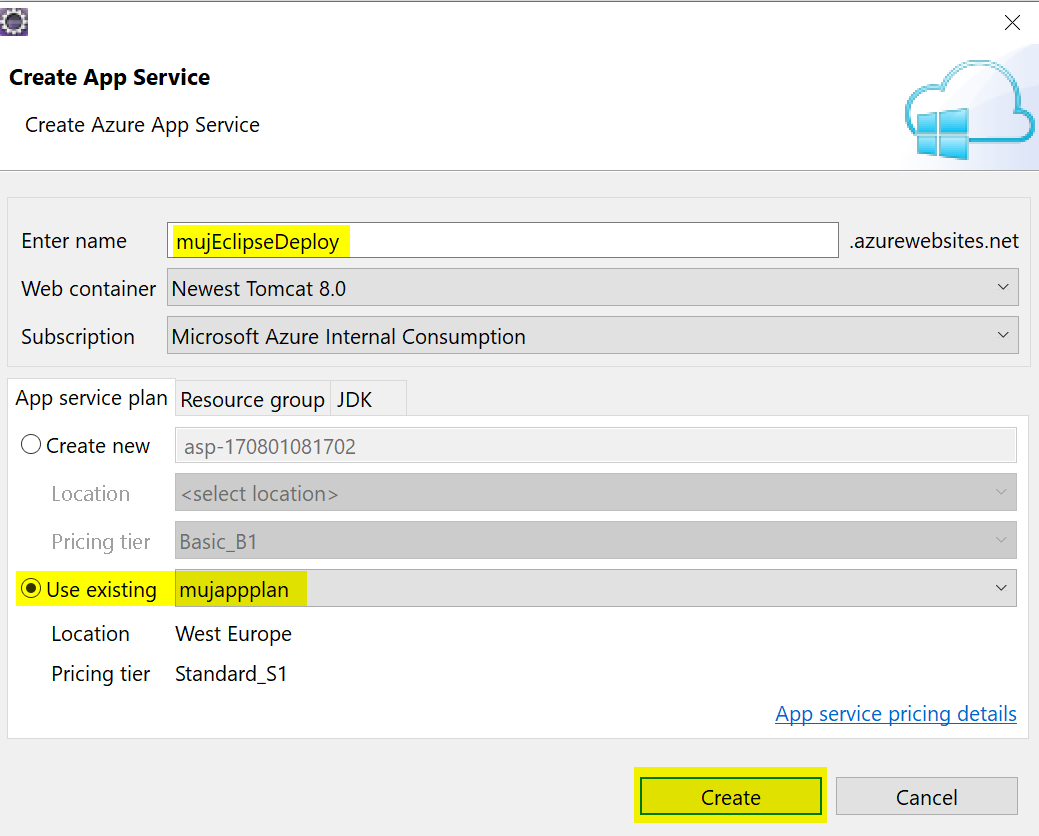 Create App Service
Create Azure App Service
Enter name mujEclipseDeploy .azurewebsites.net
Web container Newest Tomcat 8.0
Subscription Microsoft Azure Internal Consumption
App service plan Resource group JDK
Create new asp-170801081702
Location <select location>
Pricing tier Basic_B1
Use existing mujappplan
Location West Europe
Pricing tier Standard_S1
App service pricing details
Create Cancel